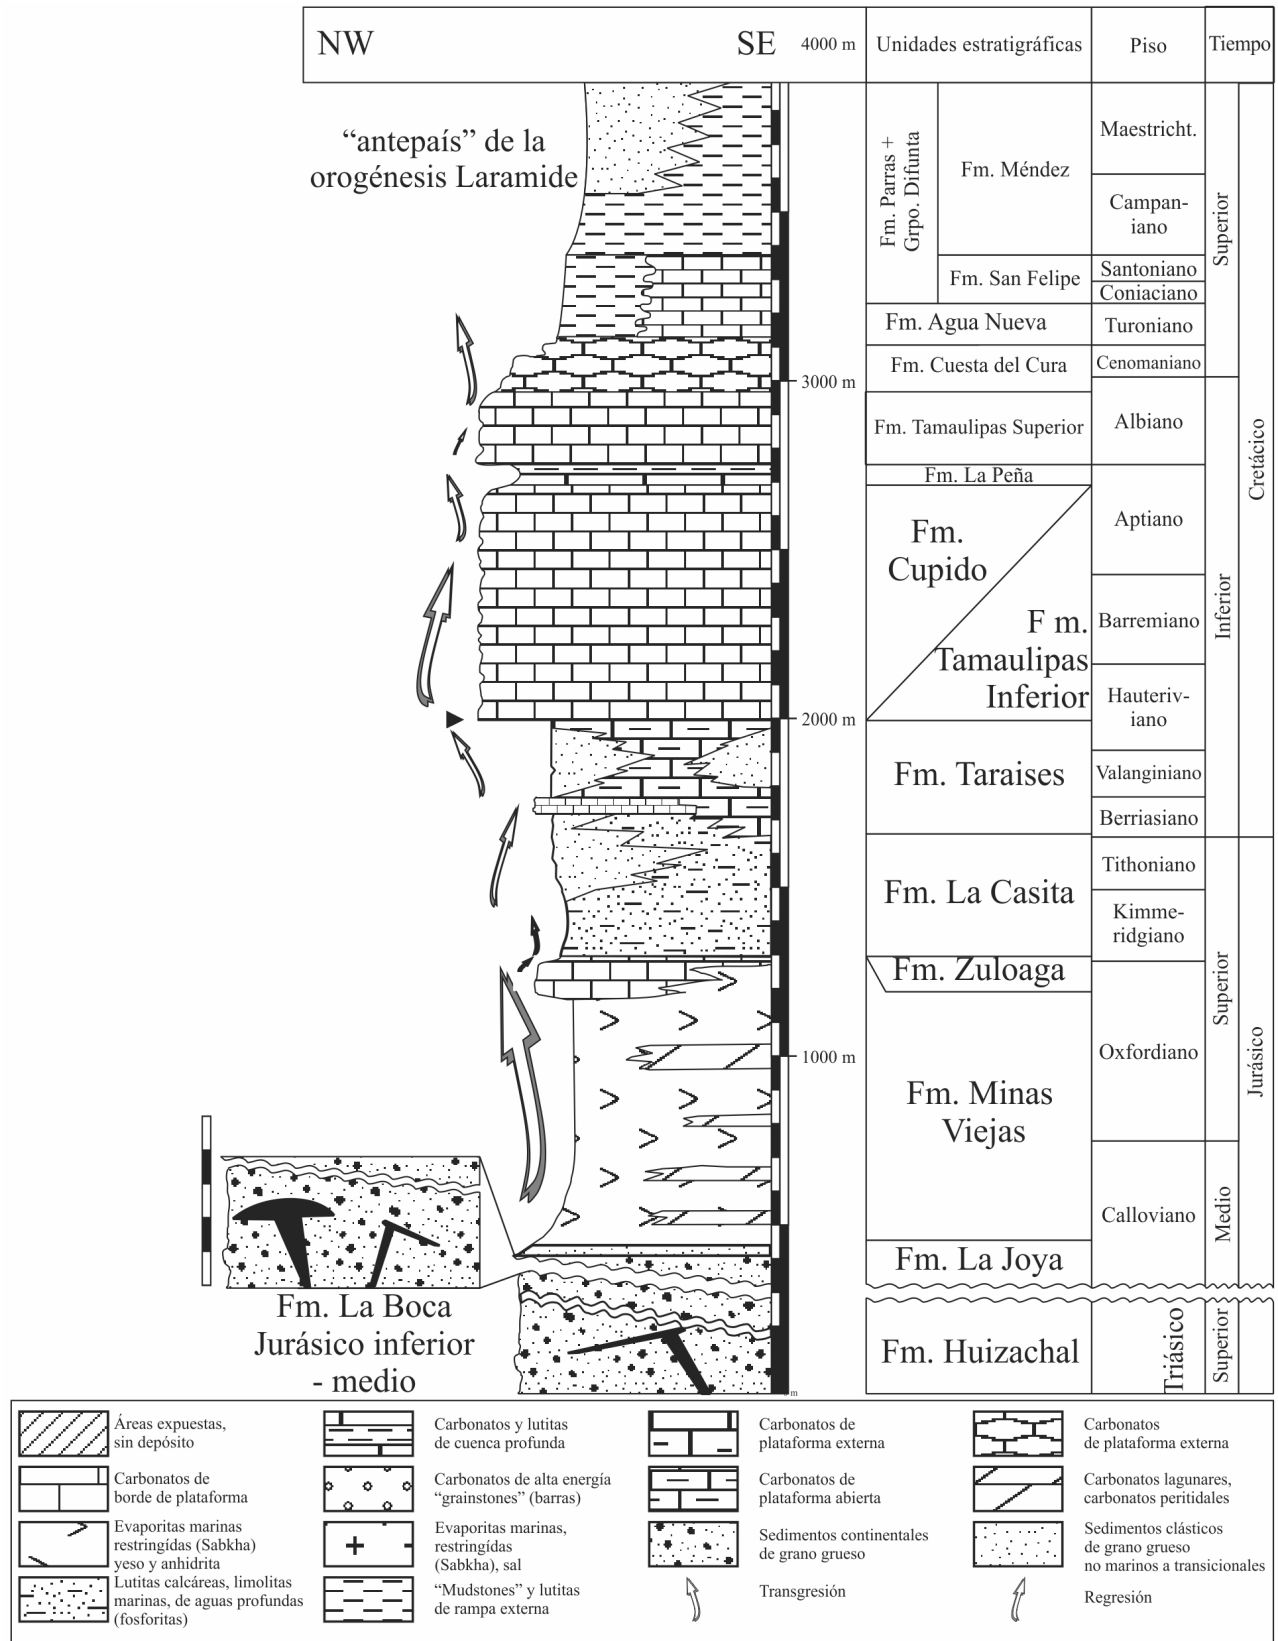 NW
SE
4000 m
Unidades estratigráficas
Piso
Tiempo
“antepaís” de la
orogénesis Laramide
Fm. Parras +
Grpo. Difunta
Fm. Méndez
Maestricht.
Campan-
iano
Fm. San Felipe
Santoniano
Coniaciano
Fm. Agua Nueva
Turoniano
Superior
Fm. Cuesta del Cura
Cenomaniano
3000 m
Fm. Tamaulipas Superior
Albiano
Cretácico
Fm. La Peña
Fm.
Cupido
Aptiano
F m.
Tamaulipas
Inferior
Barremiano
Inferior
Hauteriv-
iano
2000 m
Fm. Taraises
Valanginiano
Berriasiano
Fm. La Casita
Tithoniano
Kimme-
ridgiano
Fm. Zuloaga
Superior
1000 m
Oxfordiano
Jurásico
Fm. Minas
Viejas
Calloviano
Medio
Fm. La Joya
Fm. La Boca
Jurásico inferior
- medio
Fm. Huizachal
Triásico
Superior
m
Áreas expuestas,
sin depósito
Carbonatos y lutitas
de cuenca profunda
Carbonatos de
plataforma externa
Carbonatos
de plataforma externa
Carbonatos de
borde de plataforma
Carbonatos de alta energía
“grainstones” (barras)
Carbonatos de
plataforma abierta
Carbonatos lagunares,
carbonatos peritidales
Evaporitas marinas
restringídas (Sabkha)
yeso y anhidrita
Evaporitas marinas,
restringídas
(Sabkha), sal
Sedimentos continentales
de grano grueso
Sedimentos clásticos
de grano grueso
no marinos a transicionales
Lutitas calcáreas, limolitas
marinas, de aguas profundas
(fosforitas)
“Mudstones” y lutitas
de rampa externa
Transgresión
Regresión